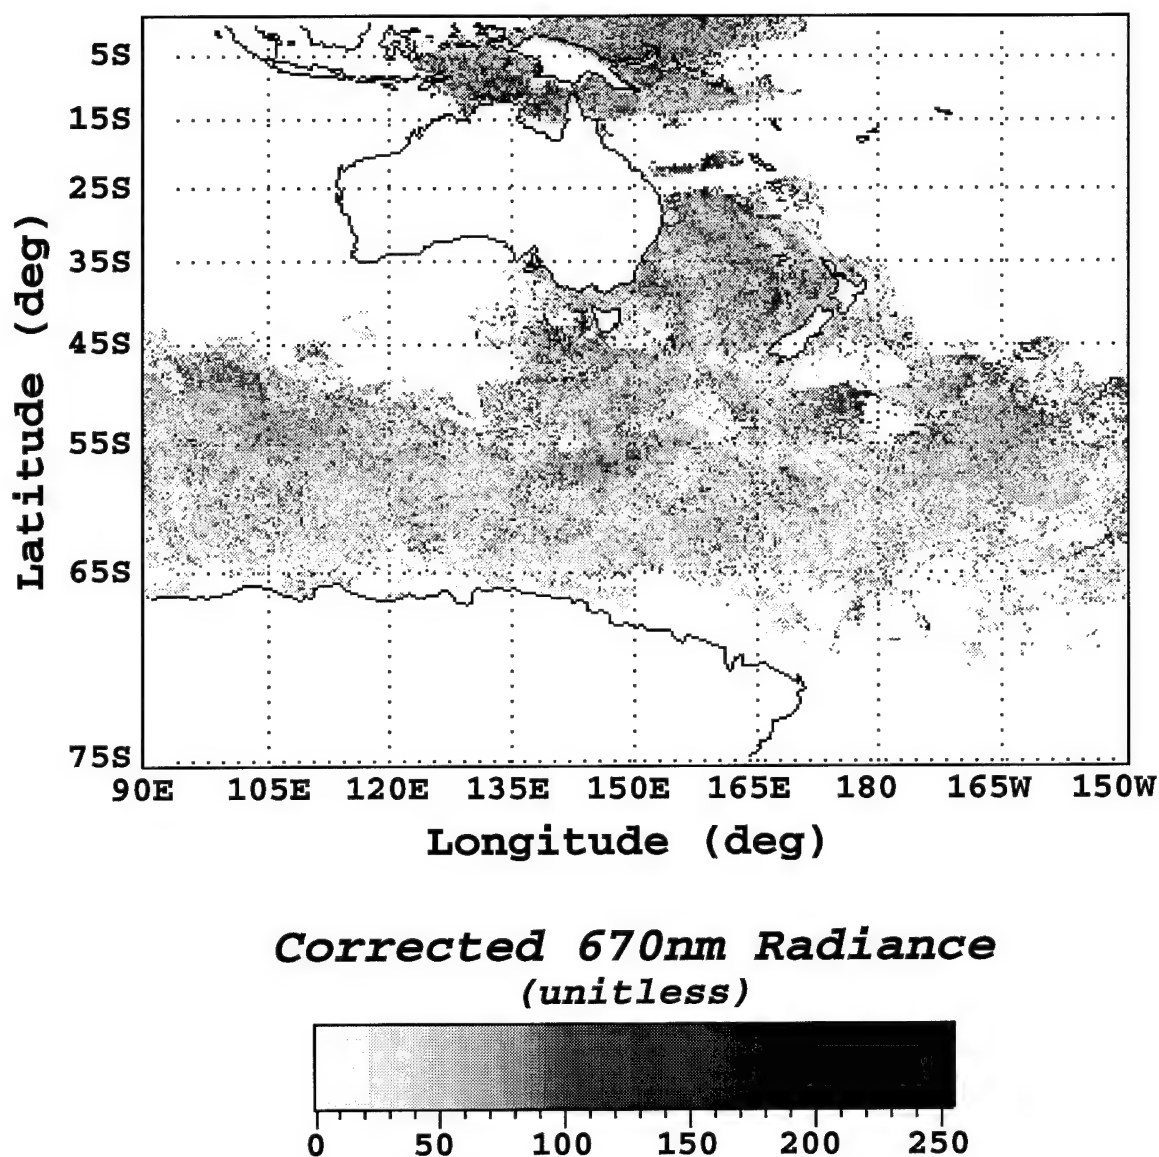 5S
15S
25S
35S
45S
55S
65S
75S
Latitude (deg)
90E 105E 120E 135E 150E 165E 180 165W 150W
Longitude (deg)
Corrected 670nm Radiance
(unitless)
0 50 100 150 200 250